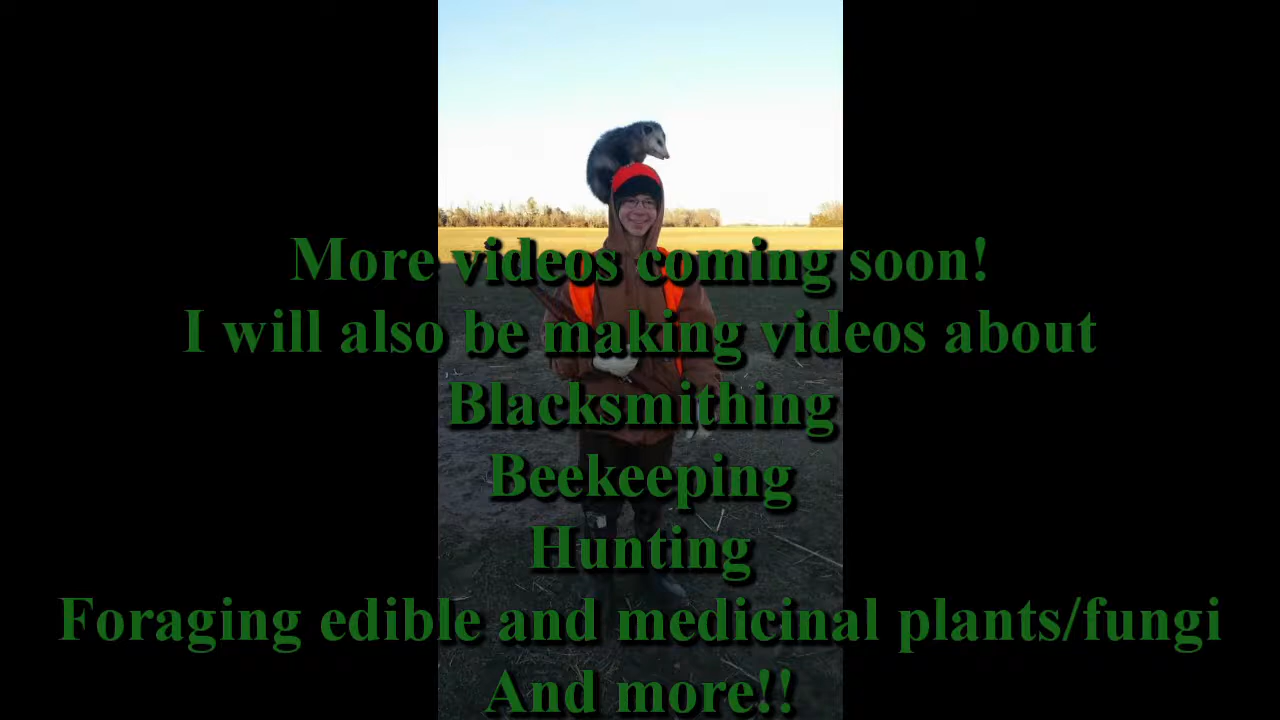 More videos coming soon!
I will also be making videos about
Blacksmithing
Beekeeping
Hunting
Foraging edible and medicinal plants/fungi
And more!!